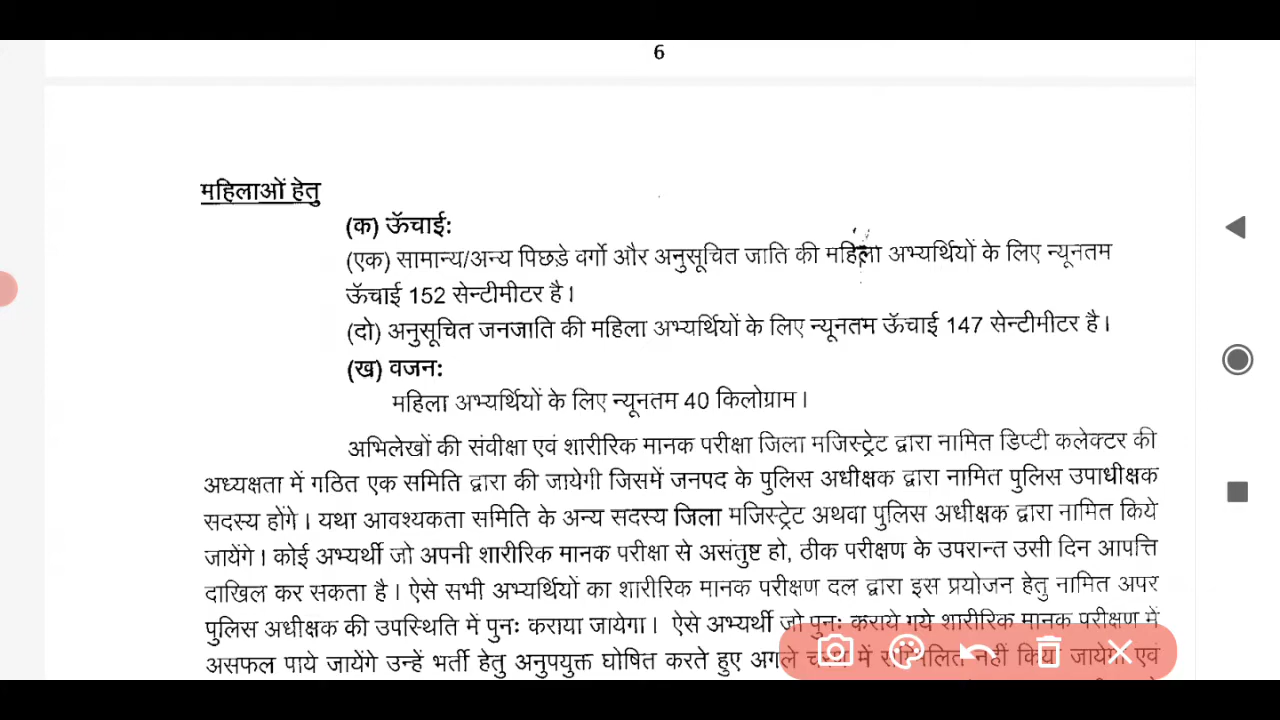 6
महिलाओं हेतु
(क) ऊँचाई:
(एक) सामान्य/अन्य पिछड़े वर्गो और अनुसूचित जाति की महिला अभ्यर्थियों के लिए न्यूनतम
ऊँचाई 152 सेन्टीमीटर है।
(दो) अनुसूचित जनजाति की महिला अभ्यर्थियों के लिए न्यूनतम ऊँचाई 147 सेन्टीमीटर है।
(ख) वजन:
महिला अभ्यर्थियों के लिए न्यूनतम 40 किलोग्राम।
अभिलेखों की संवीक्षा एवं शारीरिक मानक परीक्षा जिला मजिस्ट्रेट द्वारा नामित डिप्टी कलेक्टर की
अध्यक्षता में गठित एक समिति द्वारा की जायेगी जिसमें जनपद के पुलिस अधीक्षक द्वारा नामित पुलिस उपाधीक्षक
सदस्य होंगे। यथा आवश्यकता समिति के अन्य सदस्य जिला मजिस्ट्रेट अथवा पुलिस अधीक्षक द्वारा नामित किये
जायेंगे। कोई अभ्यर्थी जो अपनी शारीरिक मानक परीक्षा से असंतुष्ट हो, ठीक परीक्षण के उपरान्त उसी दिन आपत्ति
दाखिल कर सकता है। ऐसे सभी अभ्यर्थियों का शारीरिक मानक परीक्षण दल द्वारा इस प्रयोजन हेतु नामित अपर
पुलिस अधीक्षक की उपस्थिति में पुनः कराया जायेगा। ऐसे अभ्यर्थी जो पुनः कराये गये शारीरिक मानक परीक्षण में
असफल पाये जायेंगे उन्हें भर्ती हेतु अनुपयुक्त घोषित करते हुए अगले चरण में सम्मिलित नहीं किया जायेगा एवं